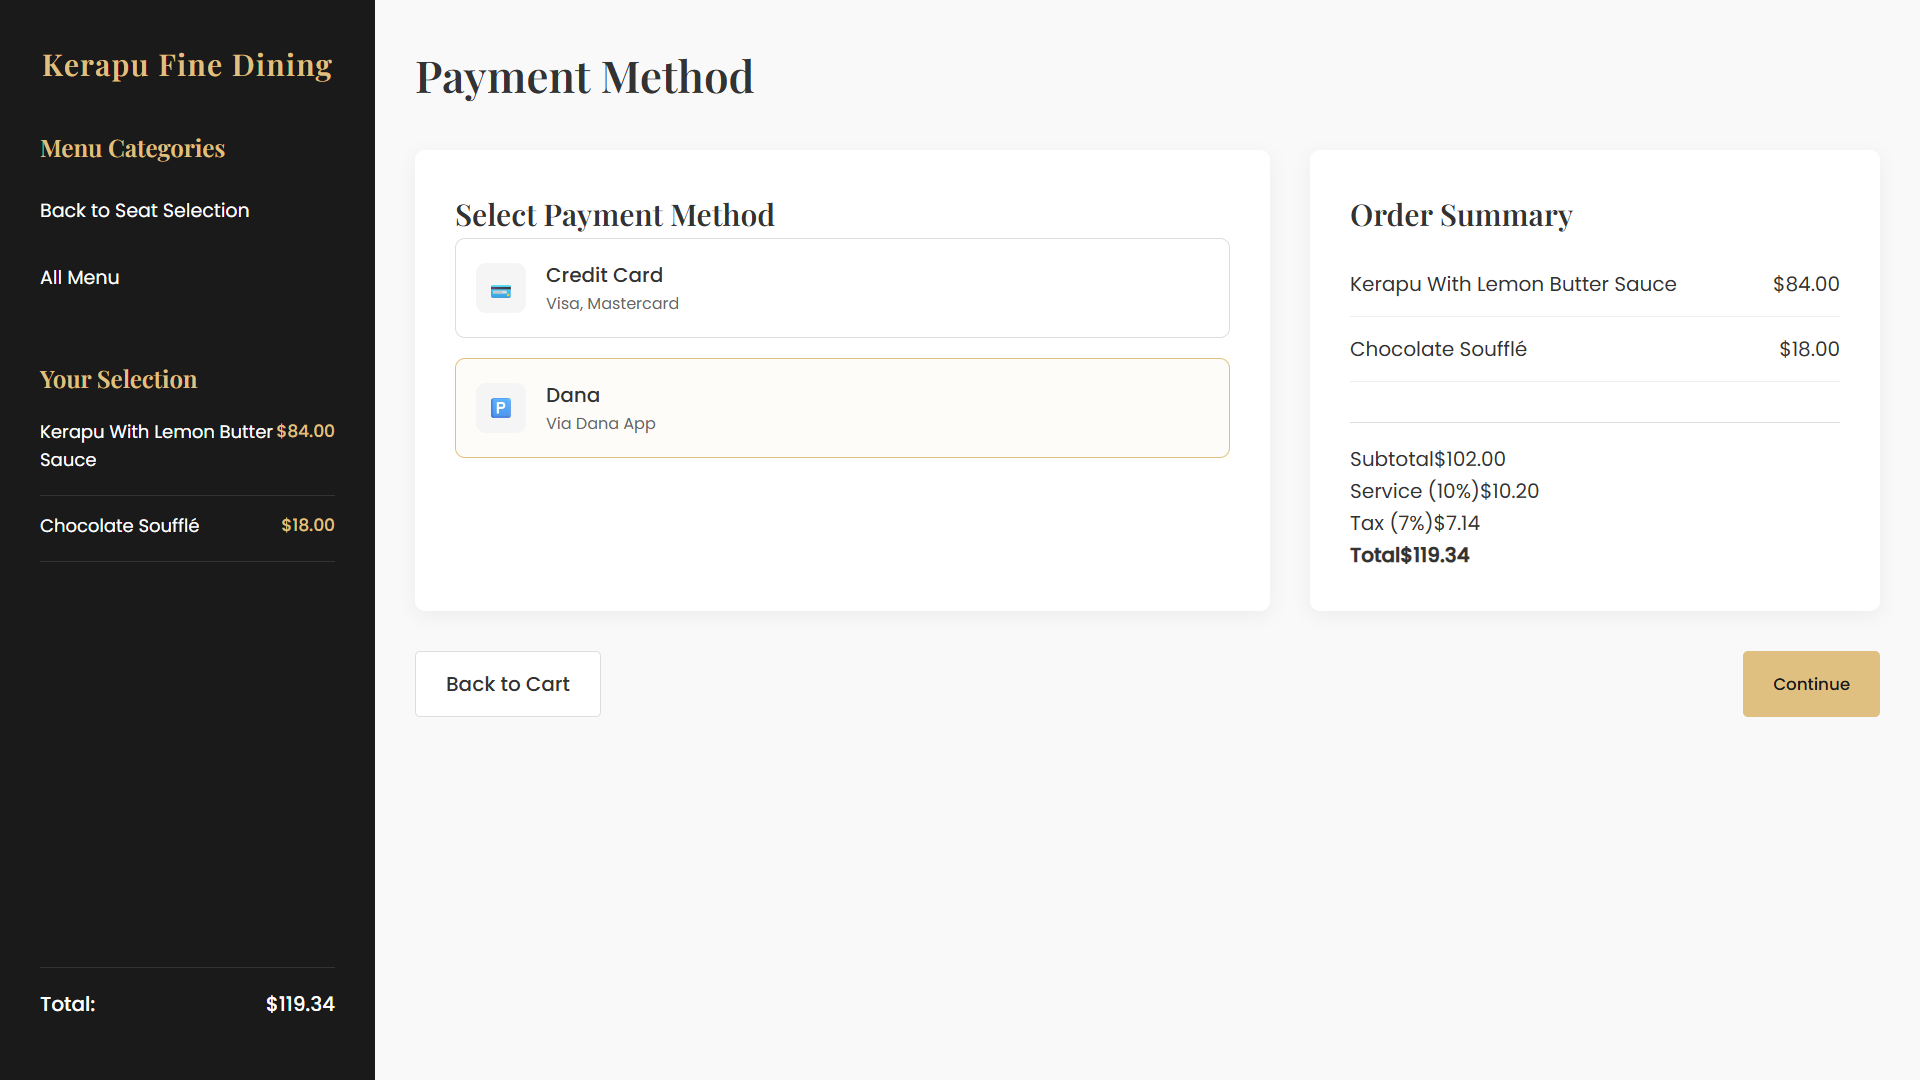 Kerapu Fine Dining
Menu Categories
Back to Seat Selection
All Menu
Your Selection
Kerapu With Lemon Butter $84.00
Sauce
Chocolate Soufflé $18.00
Total: $119.34
Payment Method
Select Payment Method
Credit Card
Visa, Mastercard
P
Dana
Via Dana App
Order Summary
Kerapu With Lemon Butter Sauce $84.00
Chocolate Soufflé $18.00
Subtotal$102.00
Service (10%)$10.20
Tax (7%)$7.14
Total$119.34
Back to Cart
Continue